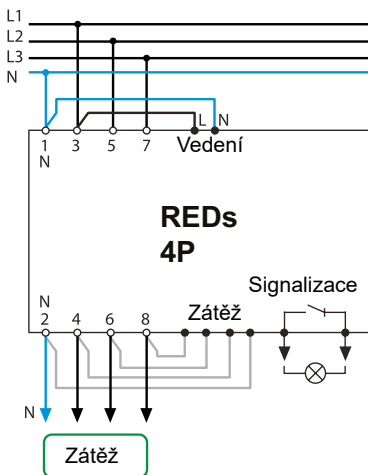 L1
L2
L3
N
L N
1 3 5 7 Vedení
N
REDs
4P
Signalizace
N Zátěž
2 4 6 8
N
Zátěž